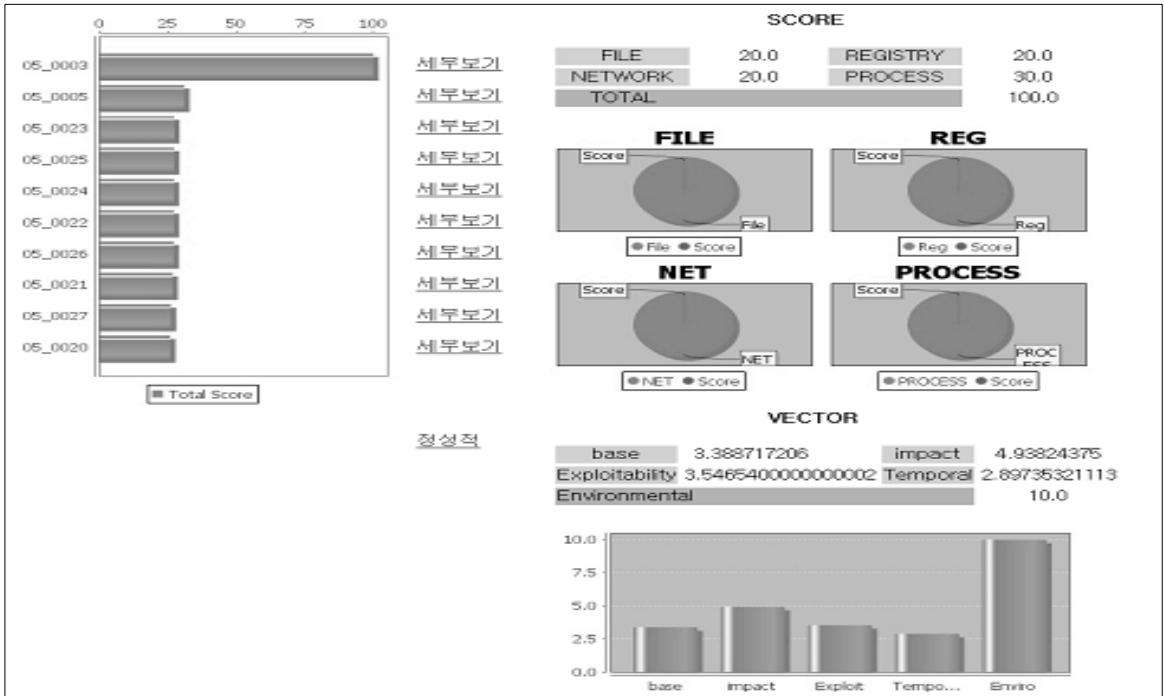 0 25 50 75 100
05_0003 세부보기
05_0005 세부보기
05_0023 세부보기
05_0025 세부보기
05_0024 세부보기
05_0022 세부보기
05_0026 세부보기
05_0021 세부보기
05_0027 세부보기
05_0020 세부보기
Total Score
정성적
SCORE
FILE 20.0 REGISTRY 20.0
NETWORK 20.0 PROCESS 30.0
TOTAL 100.0
FILE
Score
File
File Score
REG
Score
Reg
Reg Score
NET
Score
NET
NET Score
PROCESS
Score
PROC
ESS
PROCESS Score
VECTOR
base 3.388717206 impact 4.93824375
Exploitability 3.5465400000000002 Temporal 2.89735321113
Environmental 10.0
10.0
7.5
5.0
2.5
0.0
base impact Exploit Tempo... Enviro